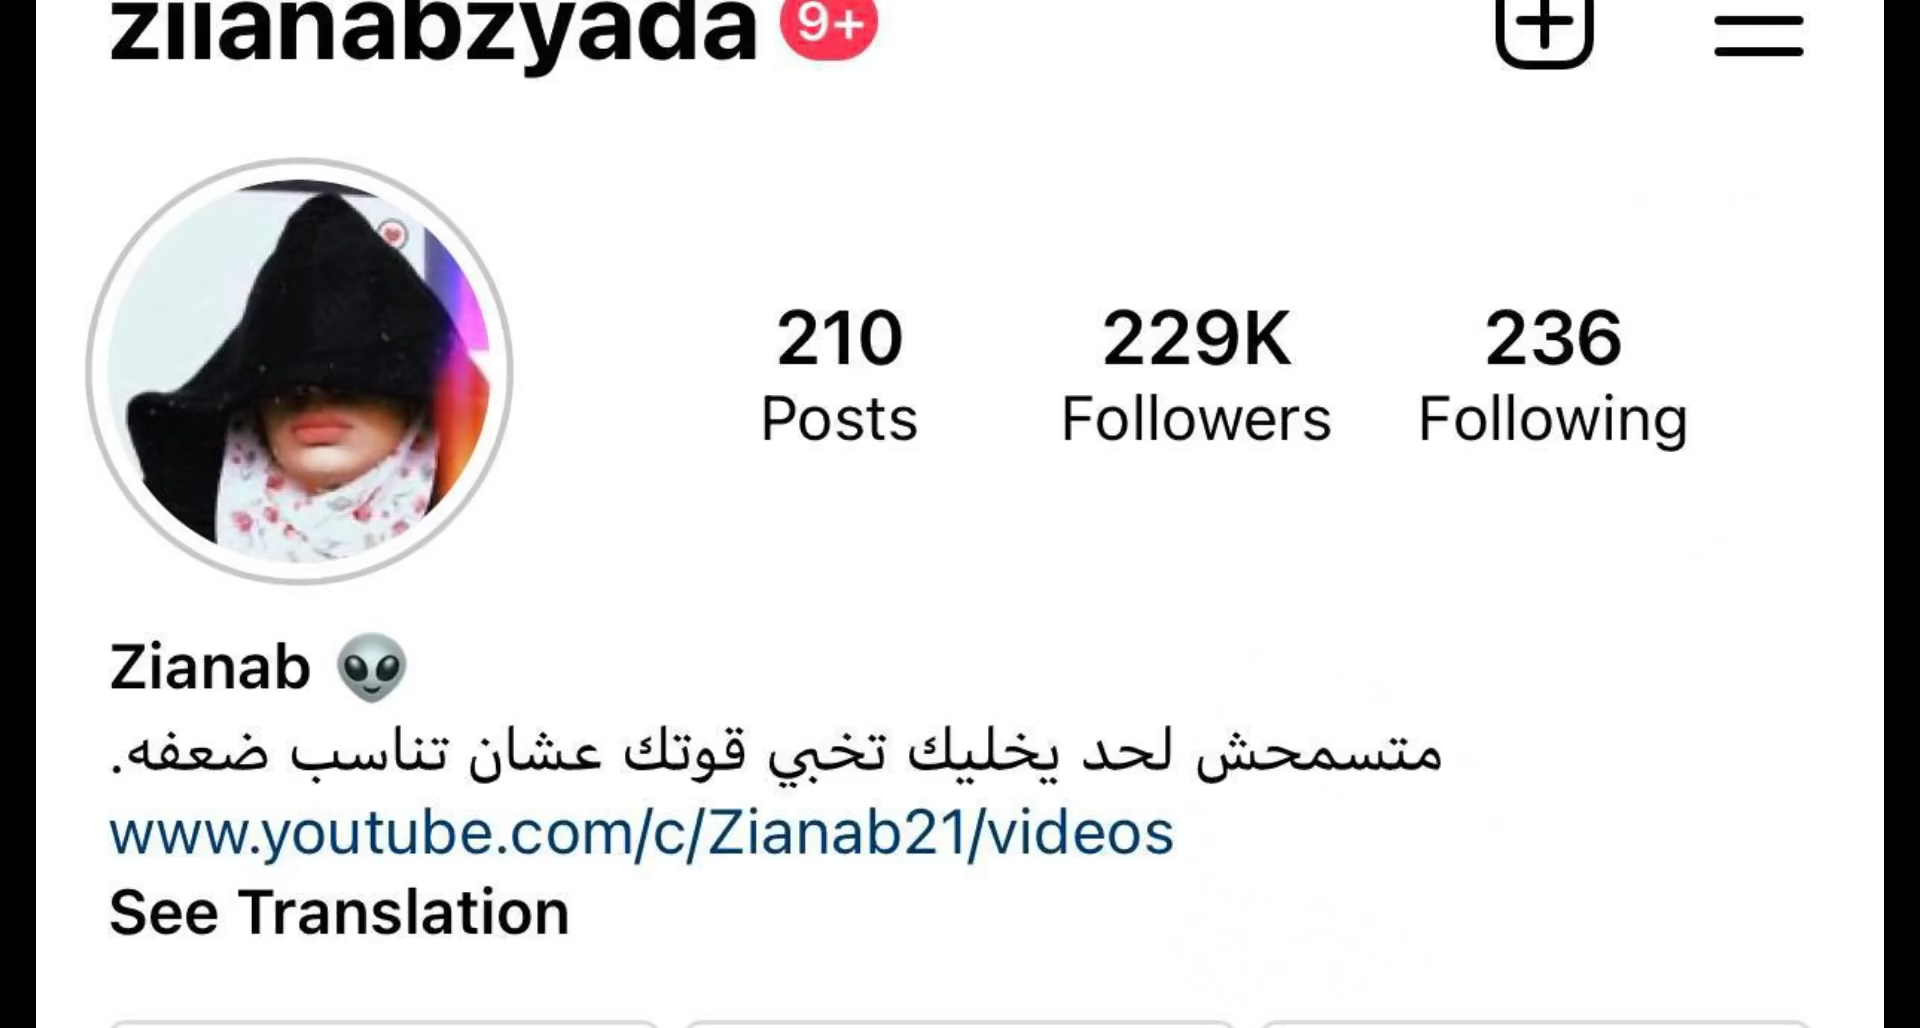 ziianabzyada 9+
210 229K 236
Posts Followers Following
Zianab 👽
متسمحش لحد يخليك تخبي قوتك عشان تناسب ضعفه.
www.youtube.com/c/Zianab21/videos
See Translation